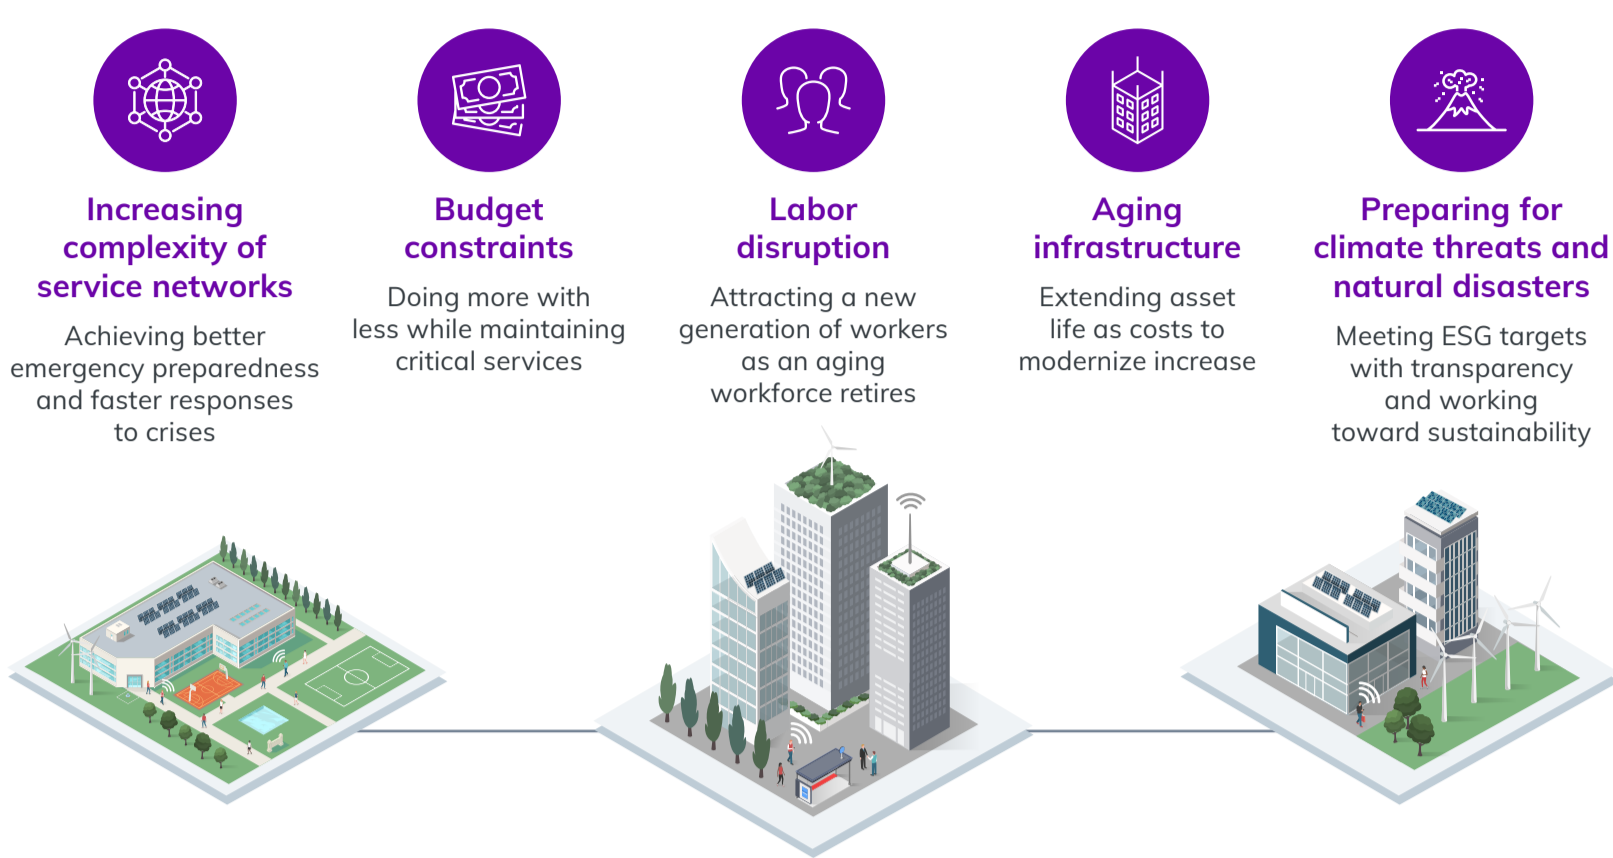 Increasing
complexity of
service networks
Achieving better
emergency preparedness
and faster responses
to crises
Budget
constraints
Doing more with
less while maintaining
critical services
Labor
disruption
Attracting a new
generation of workers
as an aging
workforce retires
Aging
infrastructure
Extending asset
life as costs to
modernize increase
Preparing for
climate threats and
natural disasters
Meeting ESG targets
with transparency
and working
toward sustainability